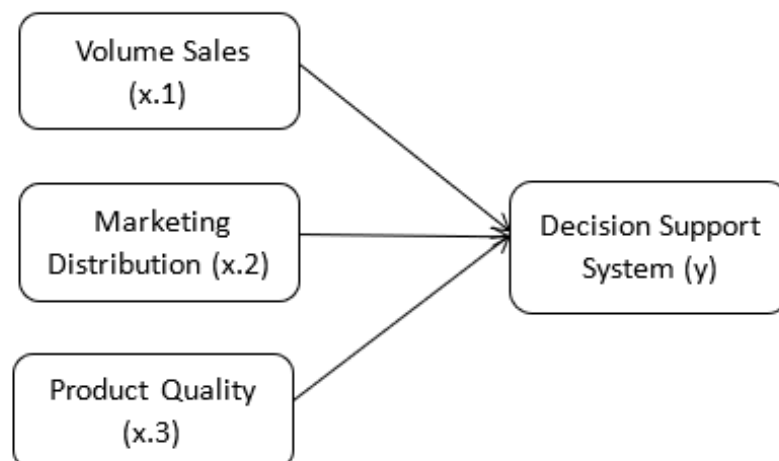 Volume Sales
(x.1)
Marketing
Distribution (x.2)
Product Quality
(x.3)
Decision Support
System (y)